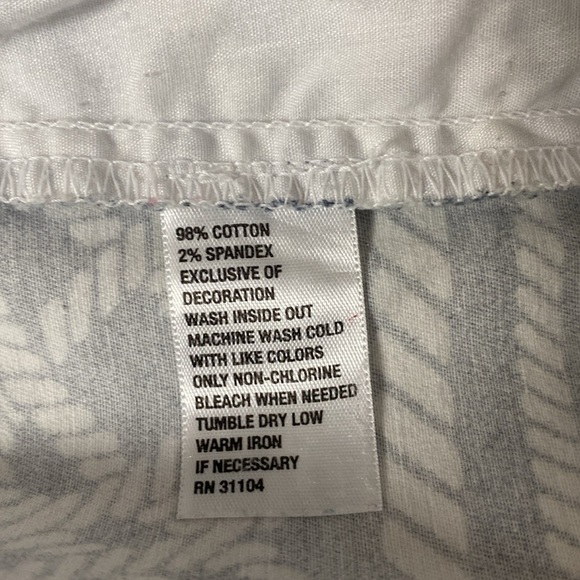 98% COTTON
2% SPANDEX
EXCLUSIVE OF
DECORATION
WASH INSIDE OUT
MACHINE WASH COLD
WITH LIKE COLORS
ONLY NON-CHLORINE
BLEACH WHEN NEEDED
TUMBLE DRY LOW
WARM IRON
IF NECESSARY
RN 31104